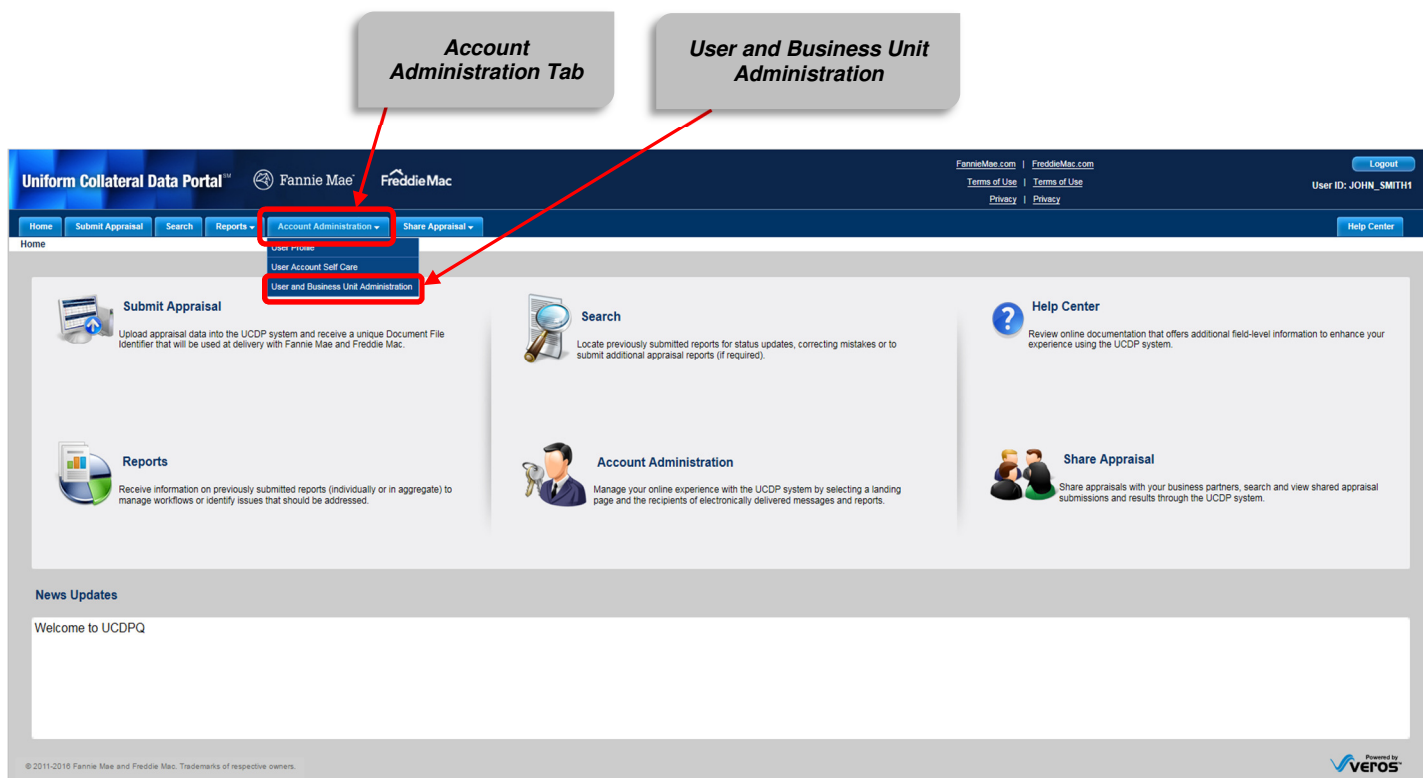 Account
Administration Tab
User and Business Unit
Administration
Uniform Collateral Data Portal℠
Fannie Mae®
Freddie Mac
FannieMae.com | FreddieMac.com
Terms of Use | Terms of Use
Privacy | Privacy
Logout
User ID: JOHN_SMITH1
Home Submit Appraisal Search Reports Account Administration Share Appraisal Help Center
Home
User Profile
User Account Self Care
User and Business Unit Administration
Submit Appraisal
Upload appraisal data into the UCDP system and receive a unique Document File
Identifier that will be used at delivery with Fannie Mae and Freddie Mac.
Search
Locate previously submitted reports for status updates, correcting mistakes or to
submit additional appraisal reports (if required).
Help Center
Review online documentation that offers additional field-level information to enhance your
experience using the UCDP system.
Reports
Receive information on previously submitted reports (individually or in aggregate) to
manage workflows or identify issues that should be addressed.
Account Administration
Manage your online experience with the UCDP system by selecting a landing
page and the recipients of electronically delivered messages and reports.
Share Appraisal
Share appraisals with your business partners, search and view shared appraisal
submissions and results through the UCDP system.
News Updates
Welcome to UCDPQ
© 2011-2016 Fannie Mae and Freddie Mac. Trademarks of respective owners.
Powered by
veros